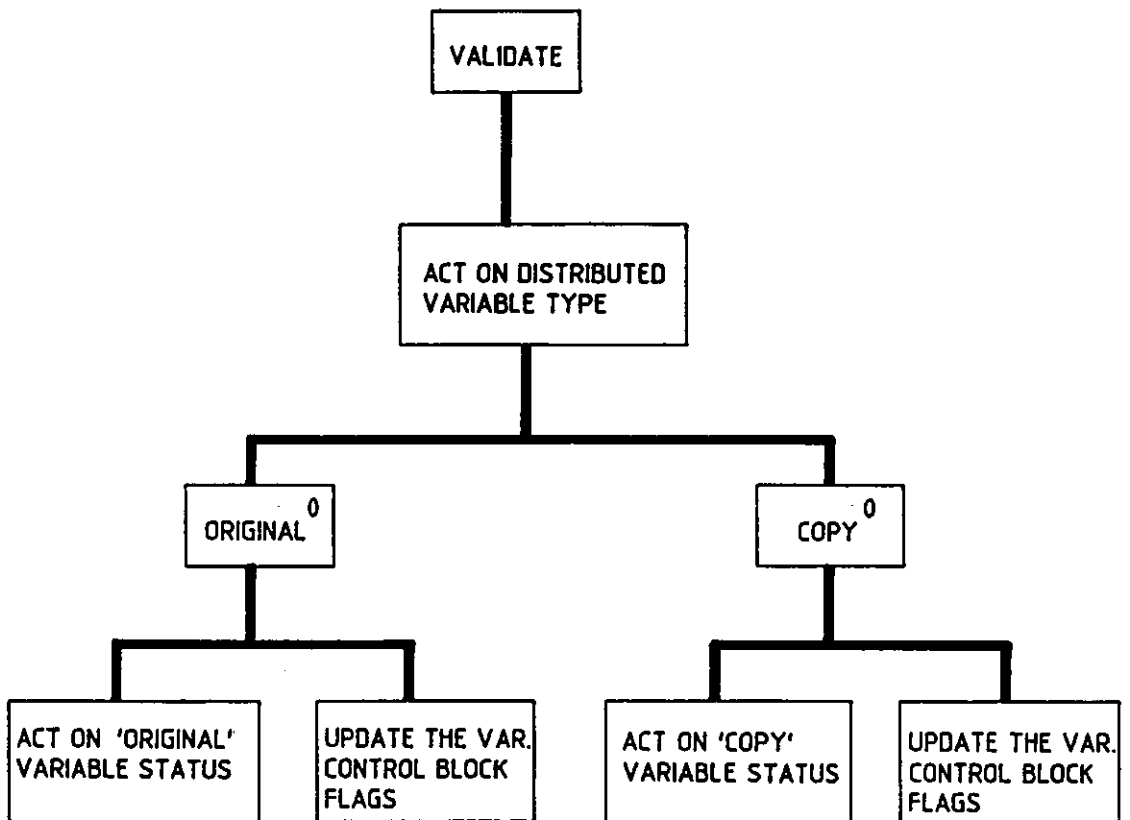 VALIDATE
ACT ON DISTRIBUTED
VARIABLE TYPE
ORIGINAL 0
COPY 0
ACT ON 'ORIGINAL'
VARIABLE STATUS
UPDATE THE VAR.
CONTROL BLOCK
FLAGS
ACT ON 'COPY'
VARIABLE STATUS
UPDATE THE VAR.
CONTROL BLOCK
FLAGS